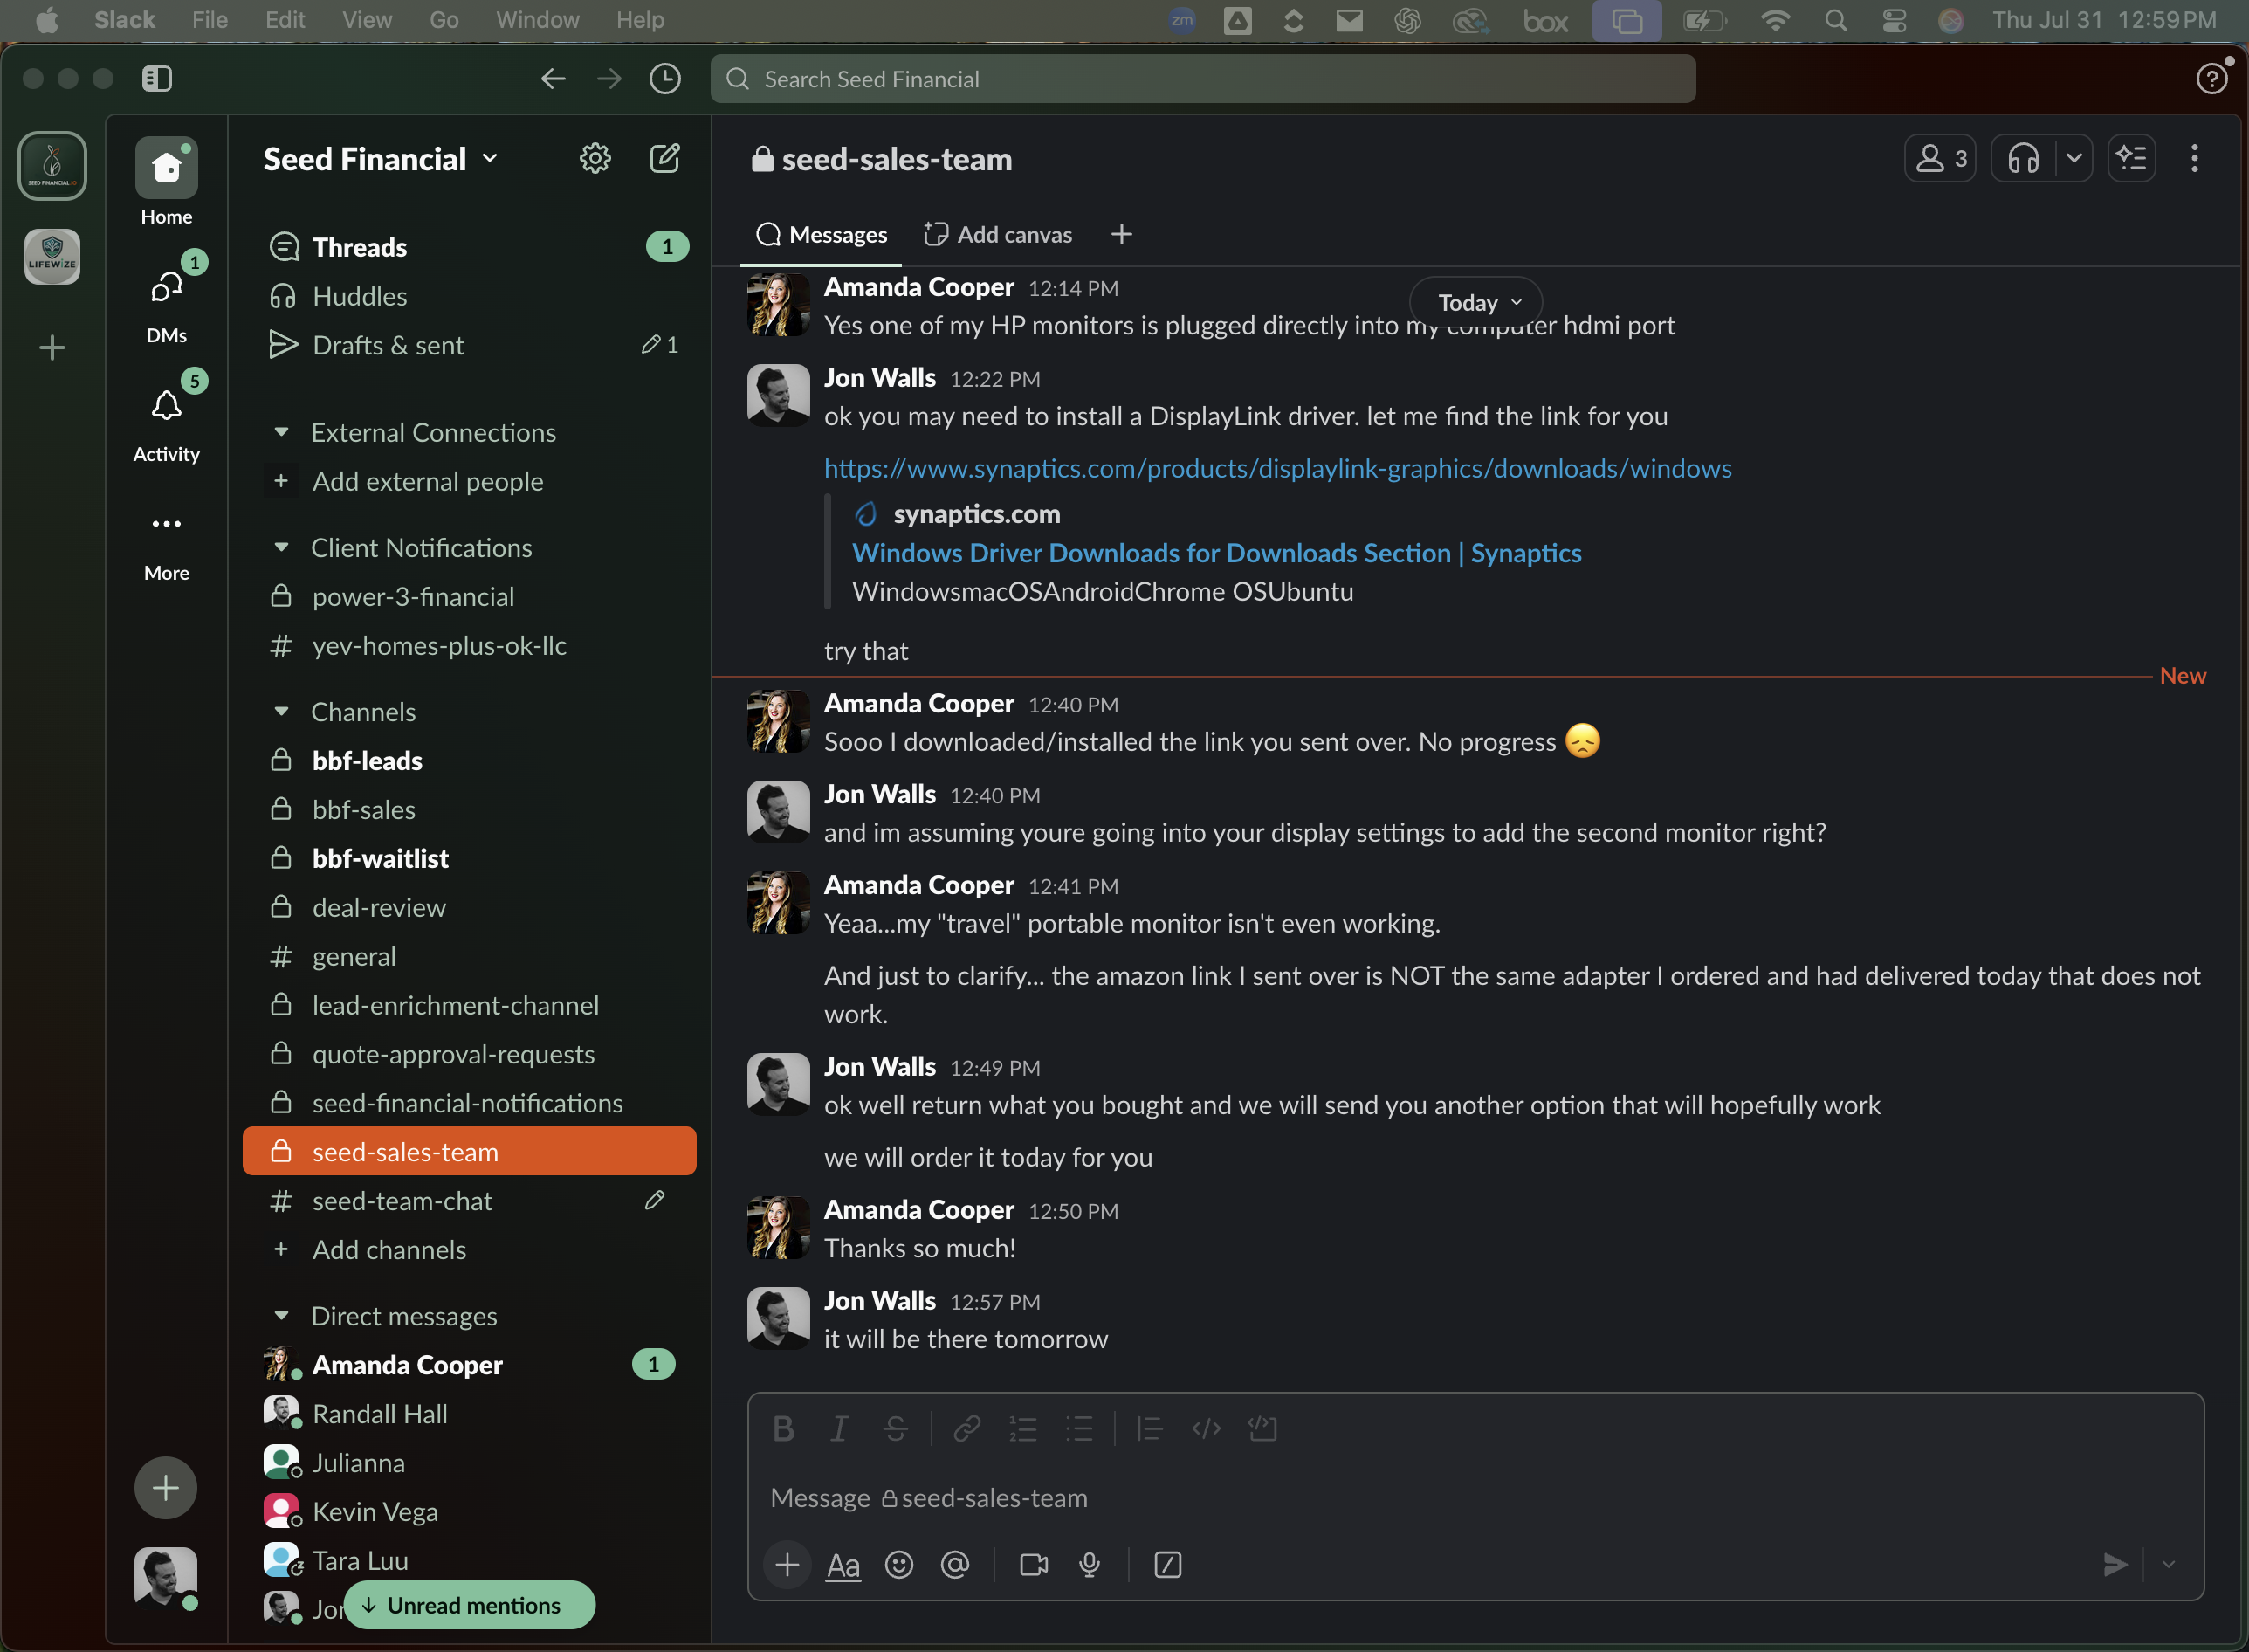 Slack File Edit View Go Window Help zm box Thu Jul 31 12:59 PM
Search Seed Financial
SEED FINANCIAL.IO
LIFEWIZE
Home
DMs
1
Activity
5
More
Seed Financial
Threads 1
Huddles
Drafts & sent 1
External Connections
Add external people
Client Notifications
power-3-financial
yev-homes-plus-ok-llc
Channels
bbf-leads
bbf-sales
bbf-waitlist
deal-review
general
lead-enrichment-channel
quote-approval-requests
seed-financial-notifications
seed-sales-team
seed-team-chat
Add channels
Direct messages
Amanda Cooper 1
Randall Hall
Julianna
Kevin Vega
Tara Luu
Unread mentions
seed-sales-team 3
Messages Add canvas
Today
Amanda Cooper 12:14 PM
Yes one of my HP monitors is plugged directly into my computer hdmi port
Jon Walls 12:22 PM
ok you may need to install a DisplayLink driver. let me find the link for you
https://www.synaptics.com/products/displaylink-graphics/downloads/windows
synaptics.com
Windows Driver Downloads for Downloads Section | Synaptics
WindowsmacOSAndroidChrome OSUbuntu
try that
New
Amanda Cooper 12:40 PM
Sooo I downloaded/installed the link you sent over. No progress 😞
Jon Walls 12:40 PM
and im assuming youre going into your display settings to add the second monitor right?
Amanda Cooper 12:41 PM
Yeaa...my "travel" portable monitor isn't even working.
And just to clarify... the amazon link I sent over is NOT the same adapter I ordered and had delivered today that does not
work.
Jon Walls 12:49 PM
ok well return what you bought and we will send you another option that will hopefully work
we will order it today for you
Amanda Cooper 12:50 PM
Thanks so much!
Jon Walls 12:57 PM
it will be there tomorrow
Message seed-sales-team
Aa